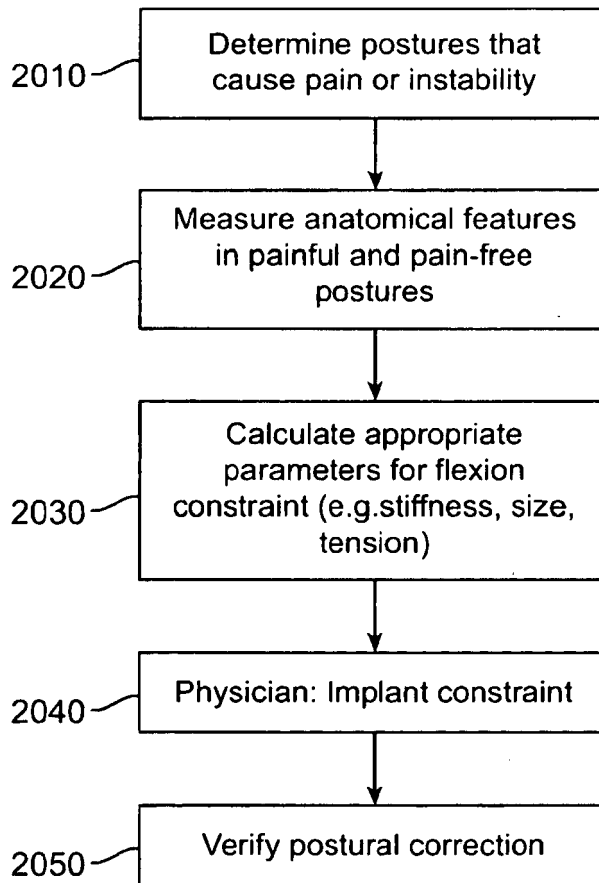 Determine postures that
2010
cause pain or instability
Measure anatomical features
2020
in painful and pain-free
postures
Calculate appropriate
parameters for flexion
2030
constraint (e.g.stiffness, size,
tension)
2040
Physician: Implant constraint
2050
Verify postural correction